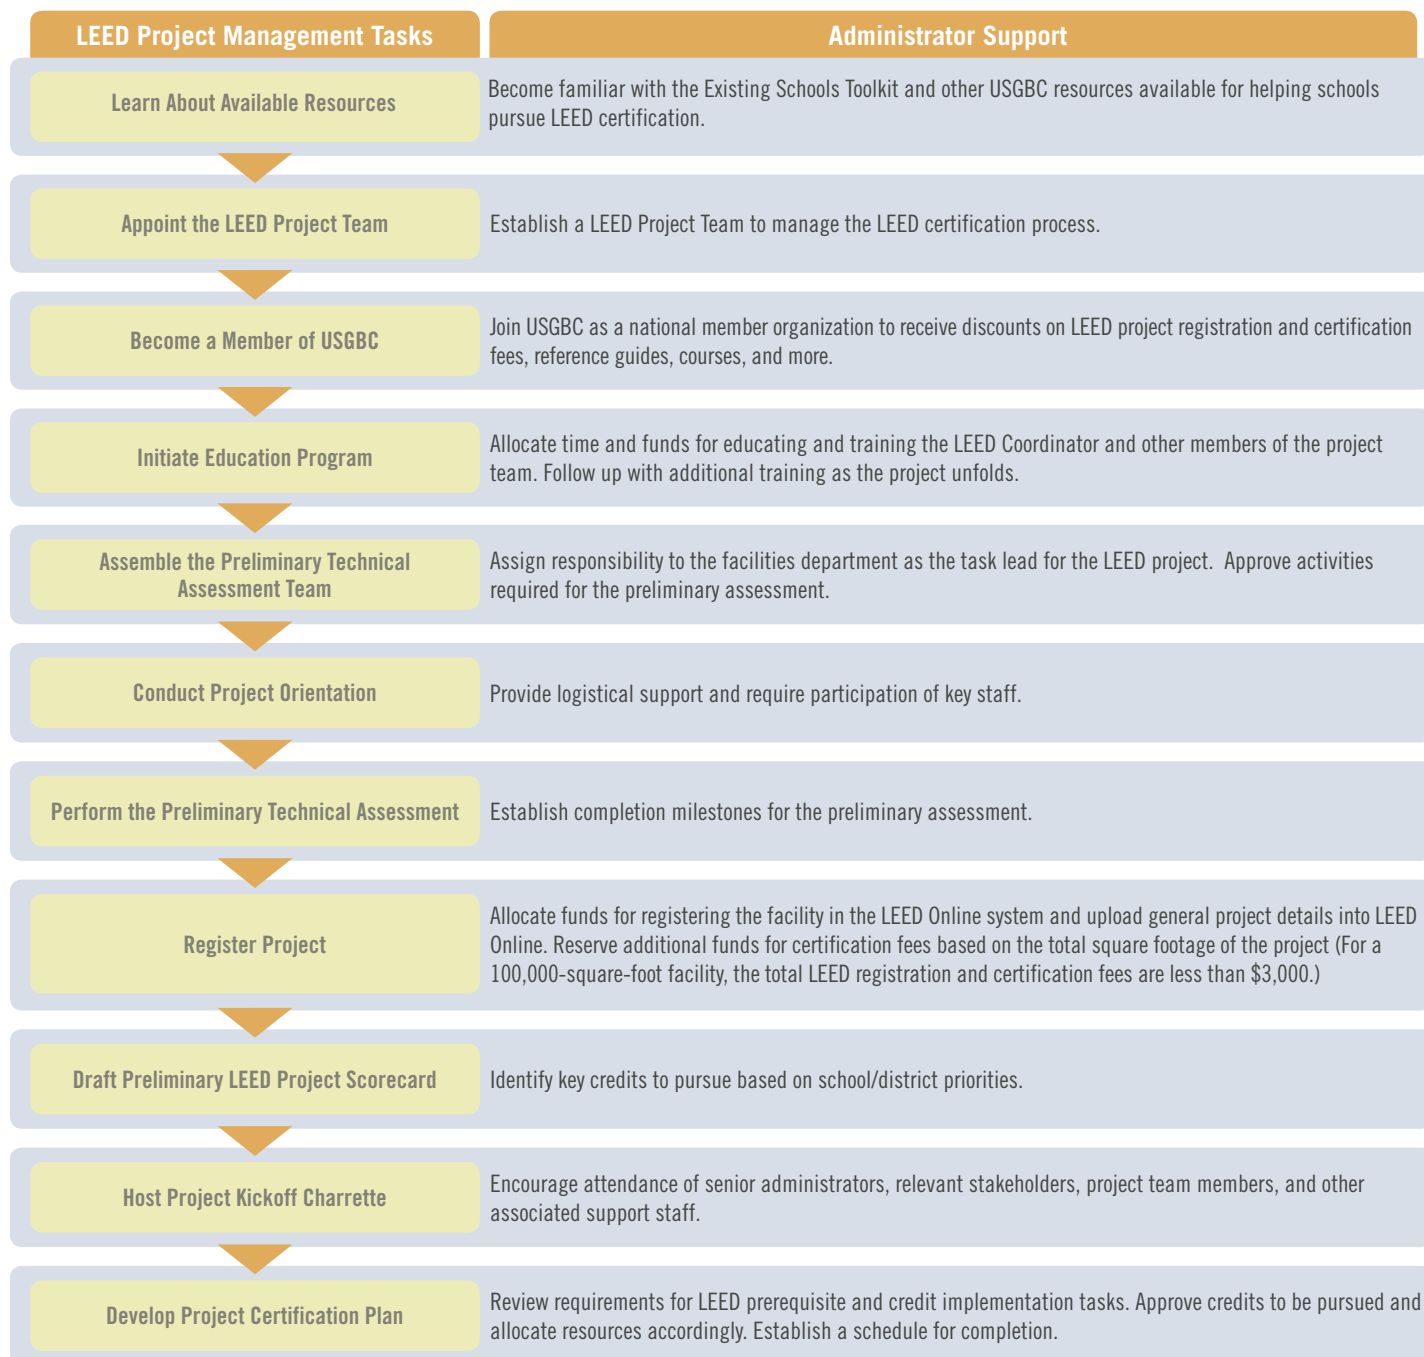 LEED Project Management Tasks
Administrator Support
Learn About Available Resources
Become familiar with the Existing Schools Toolkit and other USGBC resources available for helping schools
pursue LEED certification.
Appoint the LEED Project Team
Establish a LEED Project Team to manage the LEED certification process.
Become a Member of USGBC
Join USGBC as a national member organization to receive discounts on LEED project registration and certification
fees, reference guides, courses, and more.
Initiate Education Program
Allocate time and funds for educating and training the LEED Coordinator and other members of the project
team. Follow up with additional training as the project unfolds.
Assemble the Preliminary Technical
Assessment Team
Assign responsibility to the facilities department as the task lead for the LEED project. Approve activities
required for the preliminary assessment.
Conduct Project Orientation
Provide logistical support and require participation of key staff.
Perform the Preliminary Technical Assessment
Establish completion milestones for the preliminary assessment.
Register Project
Allocate funds for registering the facility in the LEED Online system and upload general project details into LEED
Online. Reserve additional funds for certification fees based on the total square footage of the project (For a
100,000-square-foot facility, the total LEED registration and certification fees are less than $3,000.)
Draft Preliminary LEED Project Scorecard
Identify key credits to pursue based on school/district priorities.
Host Project Kickoff Charrette
Encourage attendance of senior administrators, relevant stakeholders, project team members, and other
associated support staff.
Develop Project Certification Plan
Review requirements for LEED prerequisite and credit implementation tasks. Approve credits to be pursued and
allocate resources accordingly. Establish a schedule for completion.